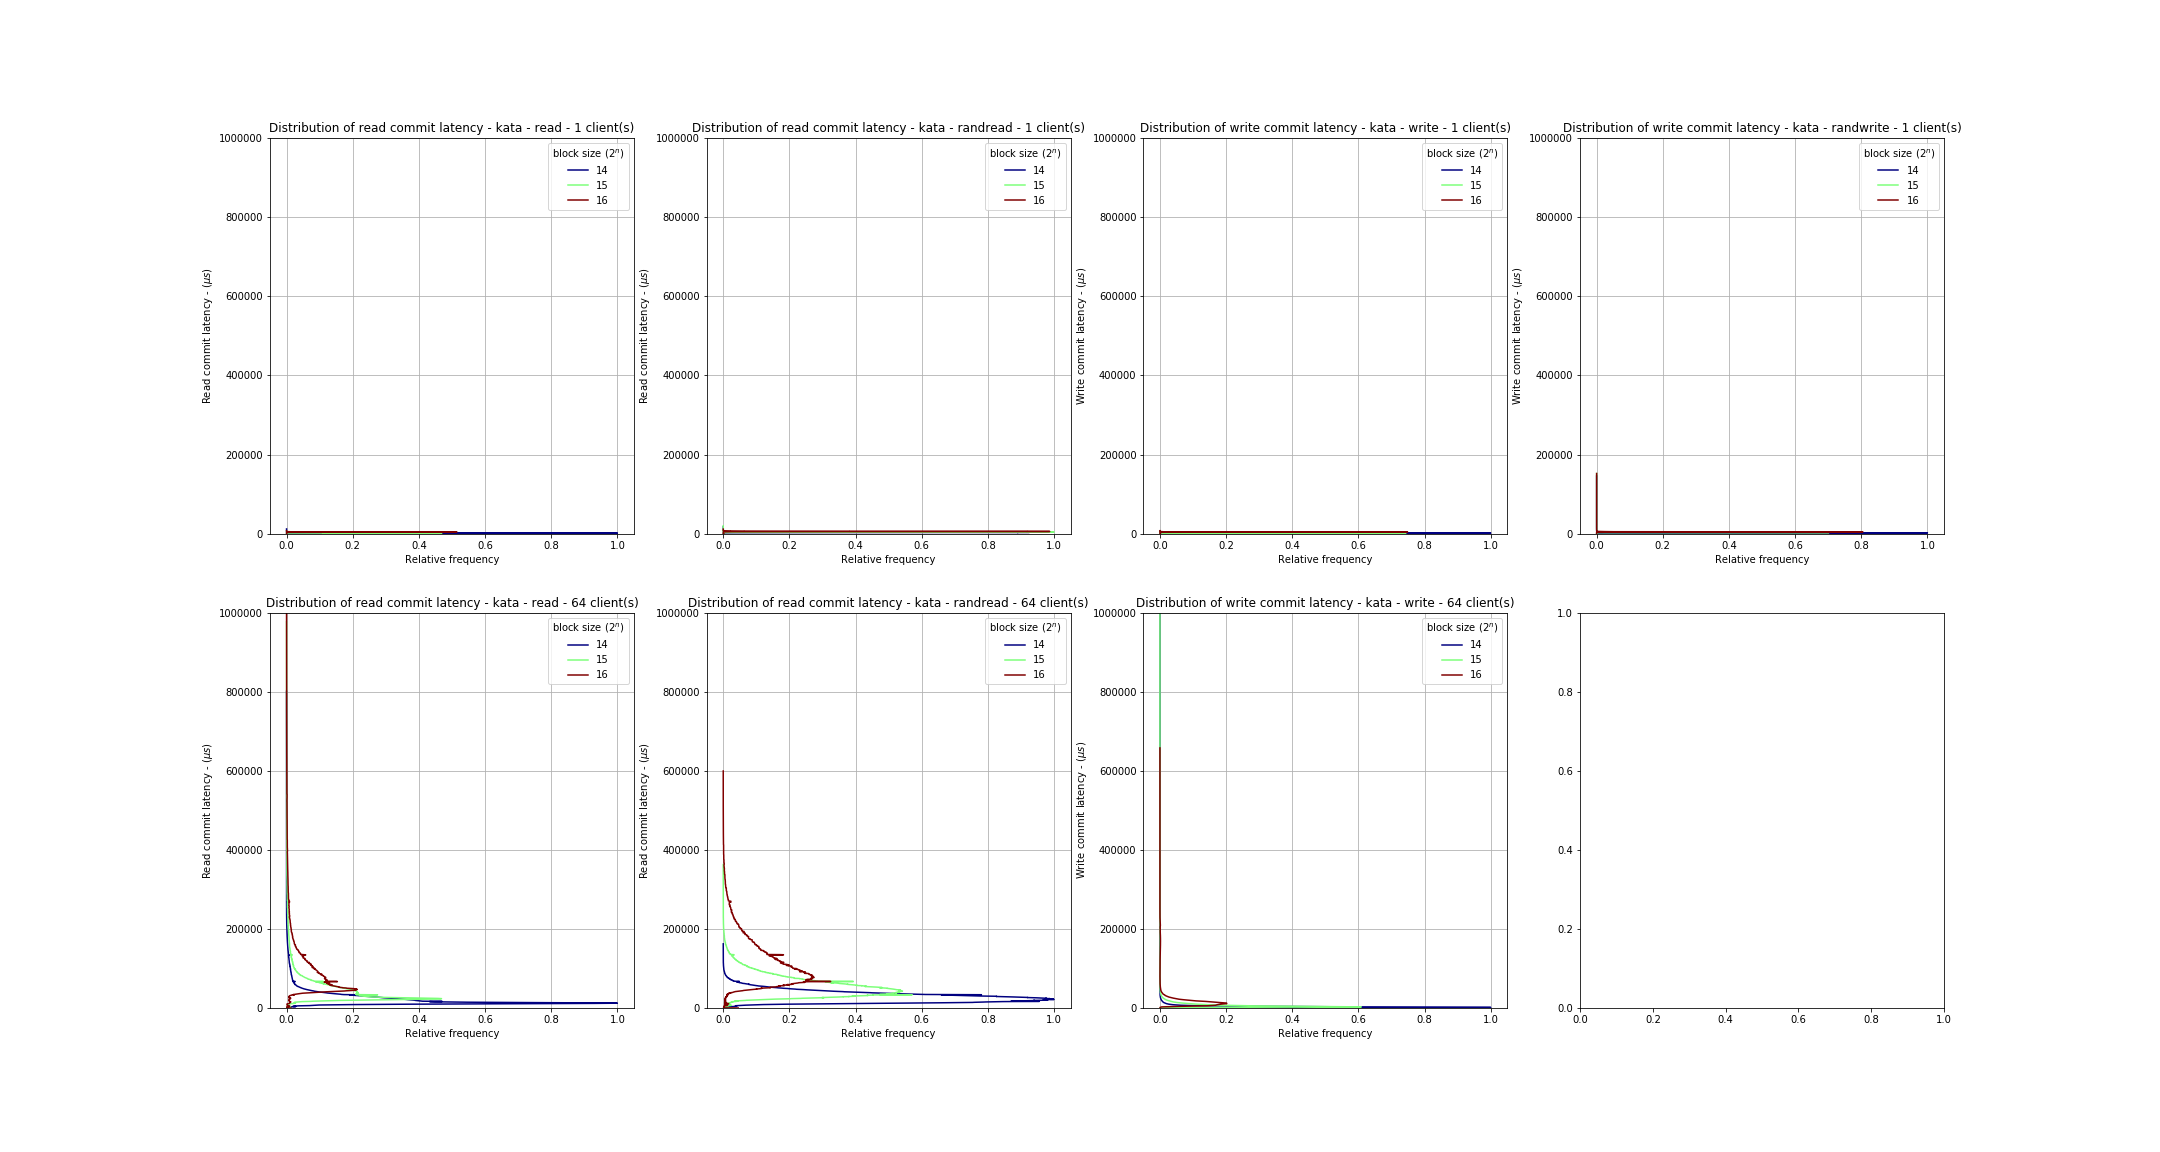 Distribution of read commit latency - kata - read - 1 client(s)
Read commit latency - (μs)
1000000
800000
600000
400000
200000
0
block size (2ⁿ)
14
15
16
0.0 0.2 0.4 0.6 0.8 1.0
Relative frequency
Distribution of read commit latency - kata - randread - 1 client(s)
Read commit latency - (μs)
1000000
800000
600000
400000
200000
0
block size (2ⁿ)
14
15
16
0.0 0.2 0.4 0.6 0.8 1.0
Relative frequency
Distribution of write commit latency - kata - write - 1 client(s)
Write commit latency - (μs)
1000000
800000
600000
400000
200000
0
block size (2ⁿ)
14
15
16
0.0 0.2 0.4 0.6 0.8 1.0
Relative frequency
Distribution of write commit latency - kata - randwrite - 1 client(s)
Write commit latency - (μs)
1000000
800000
600000
400000
200000
0
block size (2ⁿ)
14
15
16
0.0 0.2 0.4 0.6 0.8 1.0
Relative frequency
Distribution of read commit latency - kata - read - 64 client(s)
Read commit latency - (μs)
1000000
800000
600000
400000
200000
0
block size (2ⁿ)
14
15
16
0.0 0.2 0.4 0.6 0.8 1.0
Relative frequency
Distribution of read commit latency - kata - randread - 64 client(s)
Read commit latency - (μs)
1000000
800000
600000
400000
200000
0
block size (2ⁿ)
14
15
16
0.0 0.2 0.4 0.6 0.8 1.0
Relative frequency
Distribution of write commit latency - kata - write - 64 client(s)
Write commit latency - (μs)
1000000
800000
600000
400000
200000
0
block size (2ⁿ)
14
15
16
0.0 0.2 0.4 0.6 0.8 1.0
Relative frequency
1.0
0.8
0.6
0.4
0.2
0.0
0.0 0.2 0.4 0.6 0.8 1.0